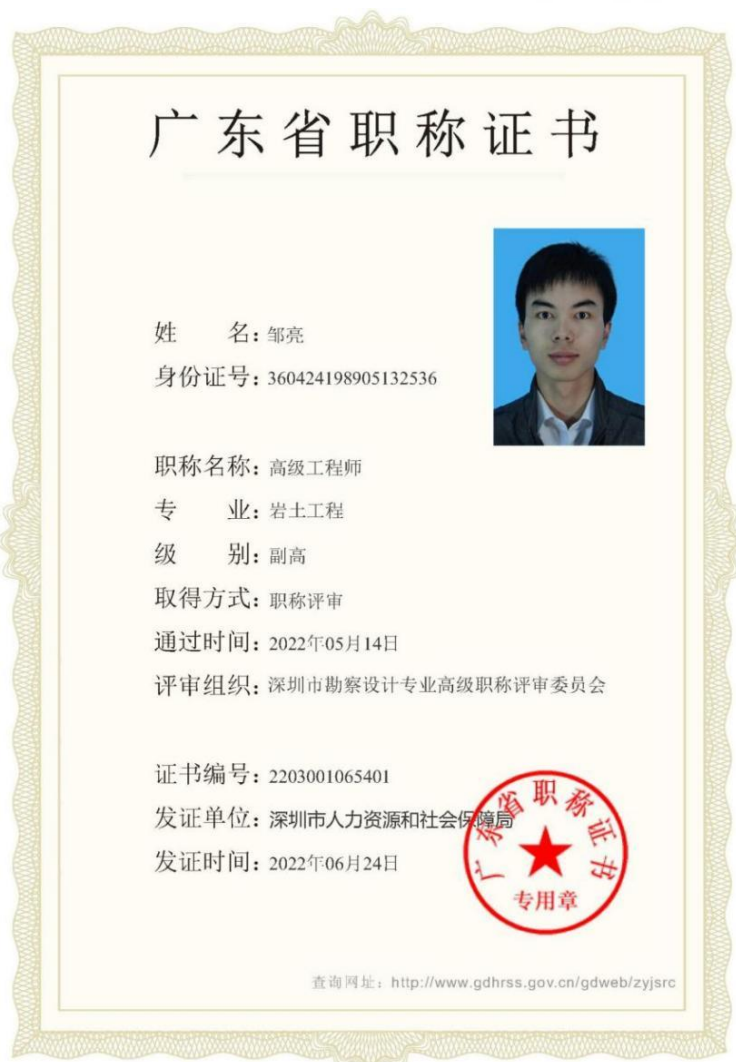 广东省职称证书
姓 名：邹亮
身份证号：360424198905132536
职称名称：高级工程师
专 业：岩土工程
级 别：副高
取得方式：职称评审
通过时间：2022年05月14日
评审组织：深圳市勘察设计专业高级职称评审委员会
证书编号：2203001065401
发证单位：深圳市人力资源和社会保障局
发证时间：2022年06月24日
广东省职称证书
专用章
查询网址：http://www.gdhrss.gov.cn/gdweb/zyjsrc